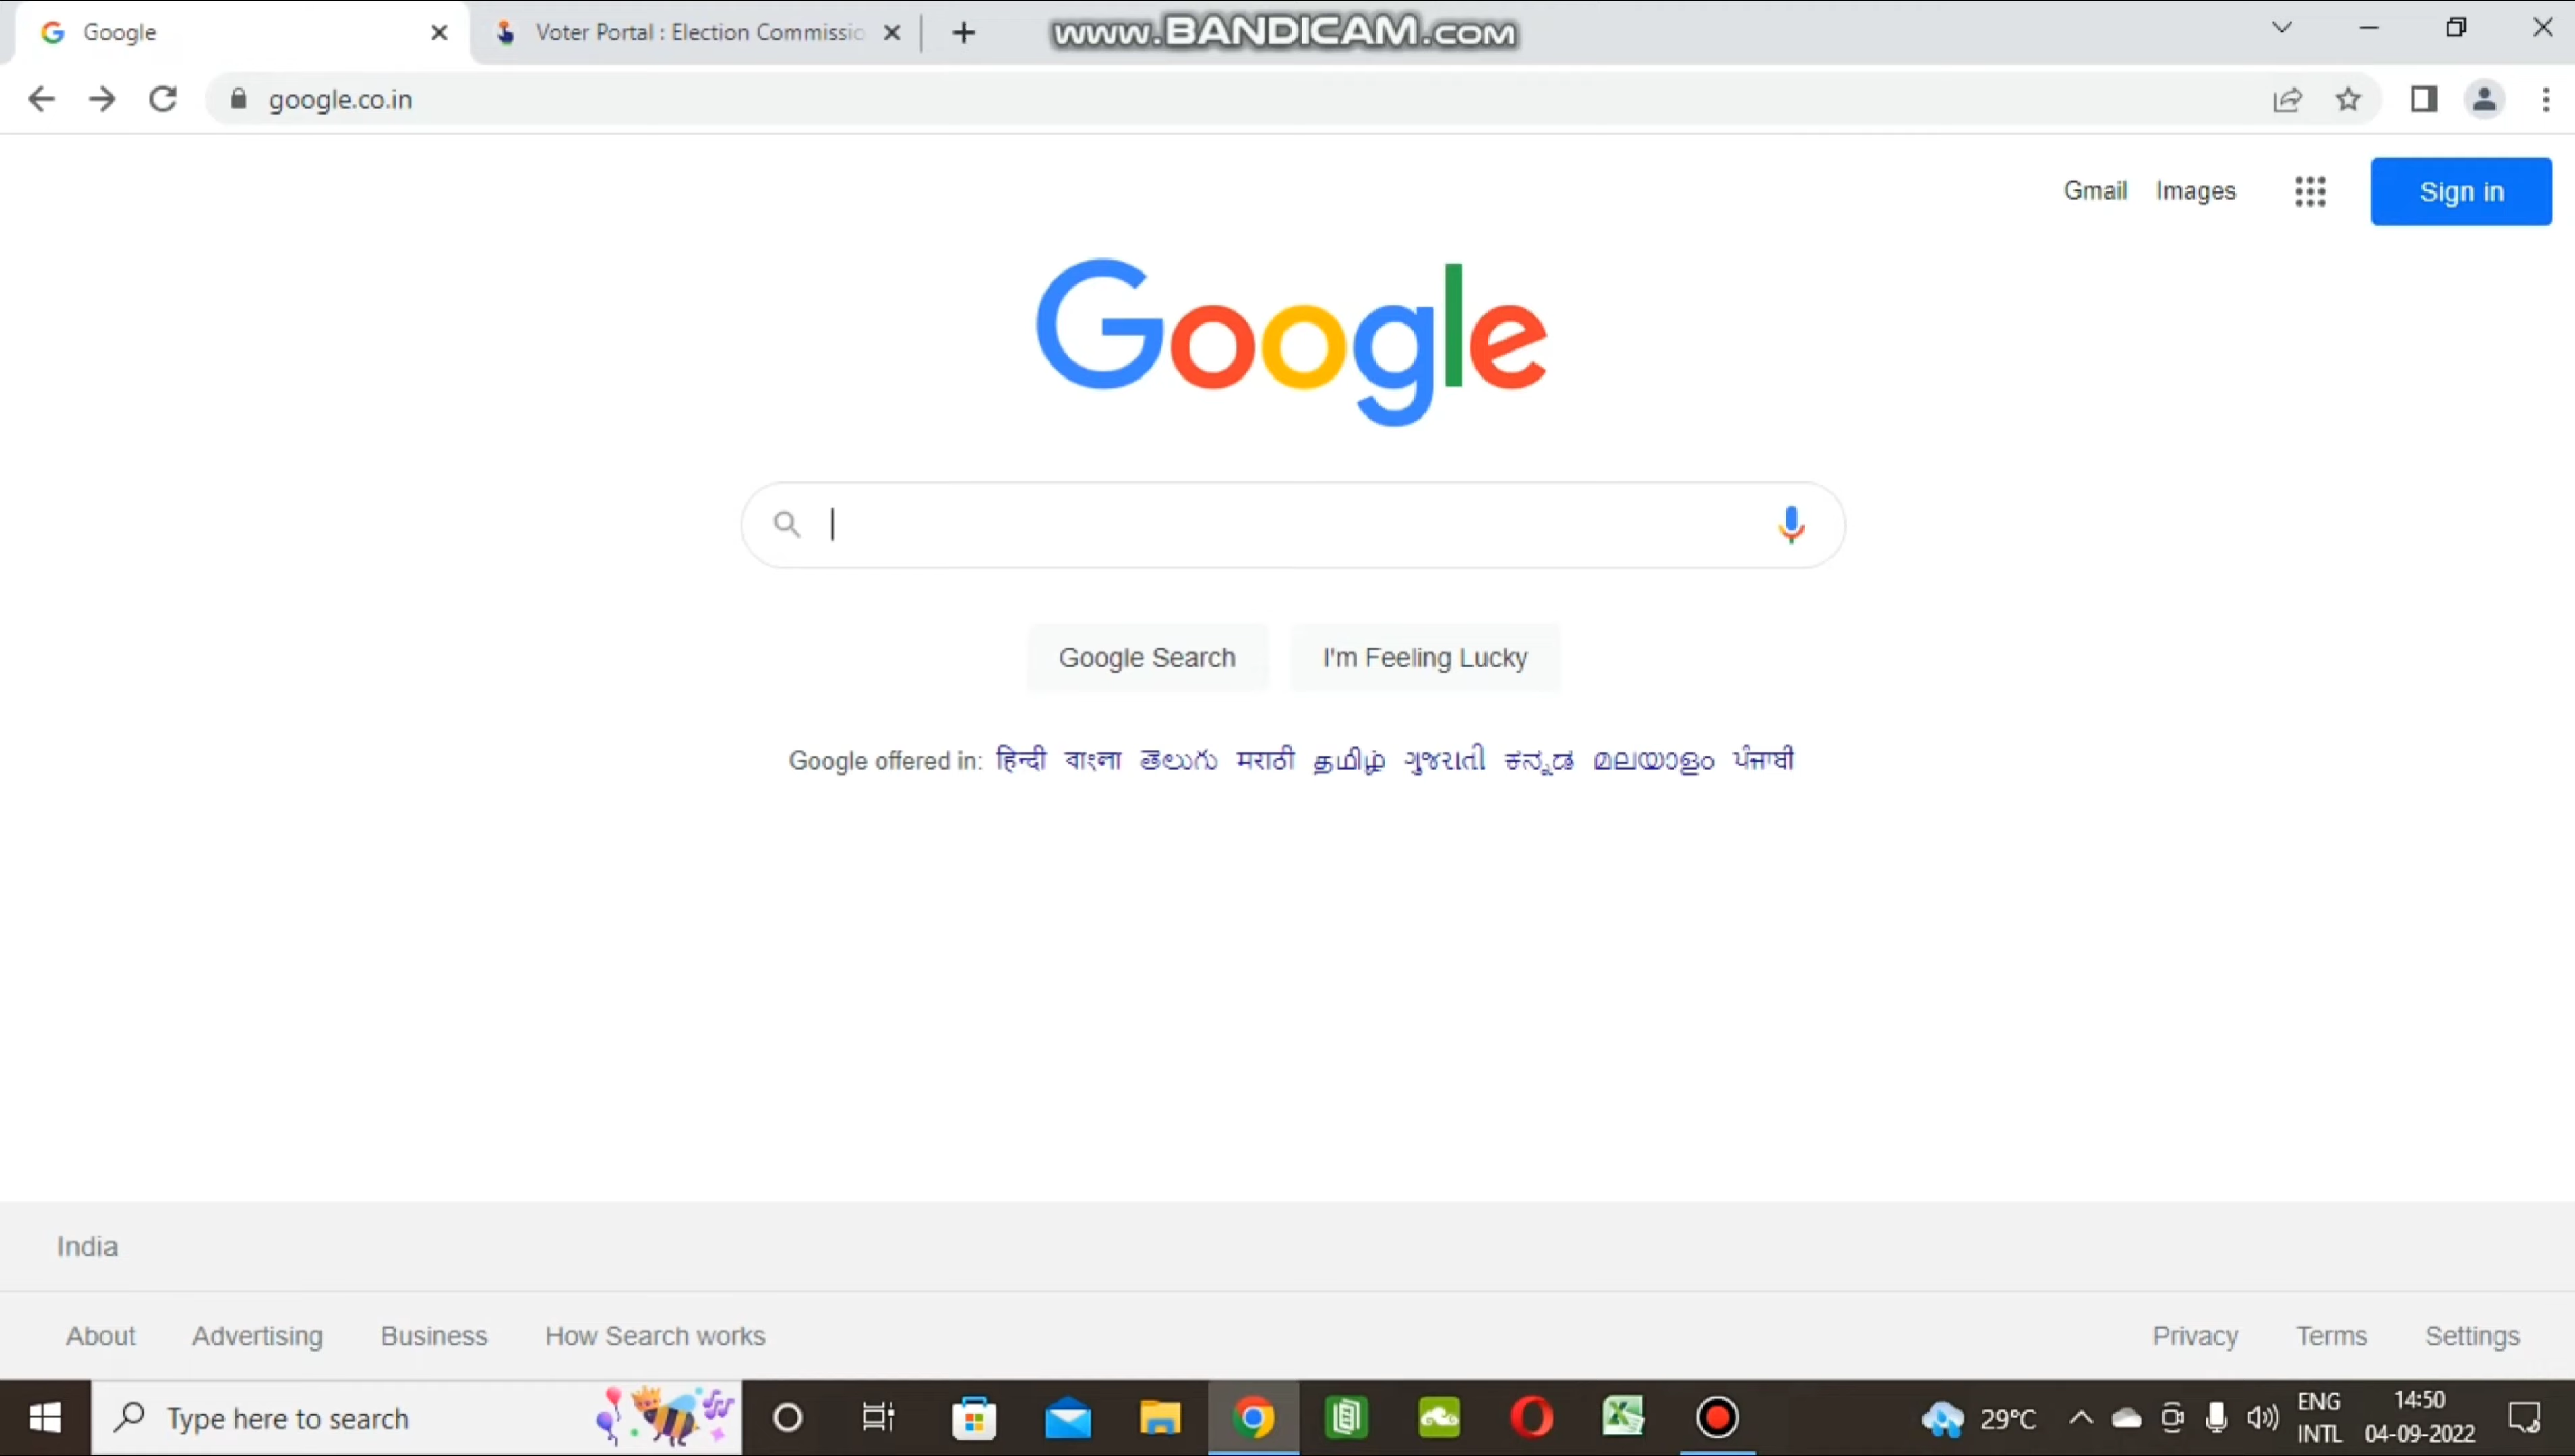 Google
Voter Portal : Election Commissio
www.BANDICAM.com
google.co.in
Gmail Images Sign in
Google
Google Search I'm Feeling Lucky
Google offered in: हिन्दी বাংলা తెలుగు मराठी தமிழ் ગુજરાતી ಕನ್ನಡ മലയാളം ਪੰਜਾਬੀ
India
About Advertising Business How Search works Privacy Terms Settings
Type here to search
29°C
ENG
INTL
14:50
04-09-2022